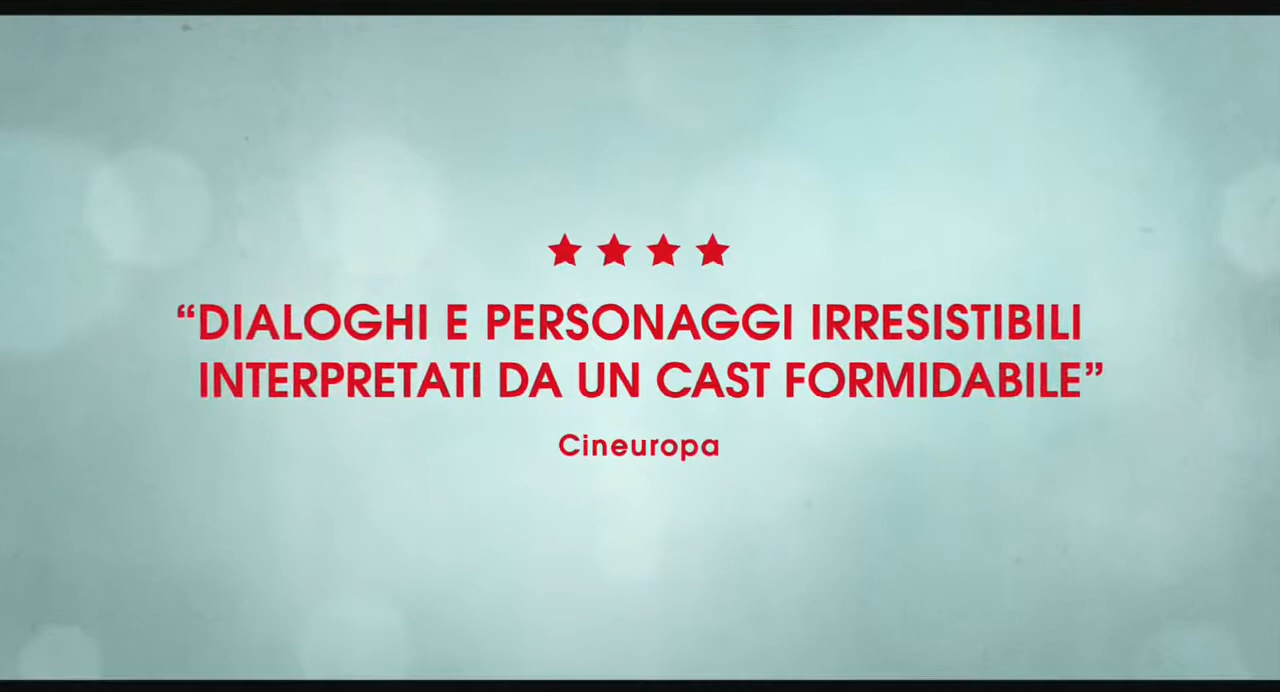 “DIALOGHI E PERSONAGGI IRRESISTIBILI
INTERPRETATI DA UN CAST FORMIDABILE”
Cineuropa